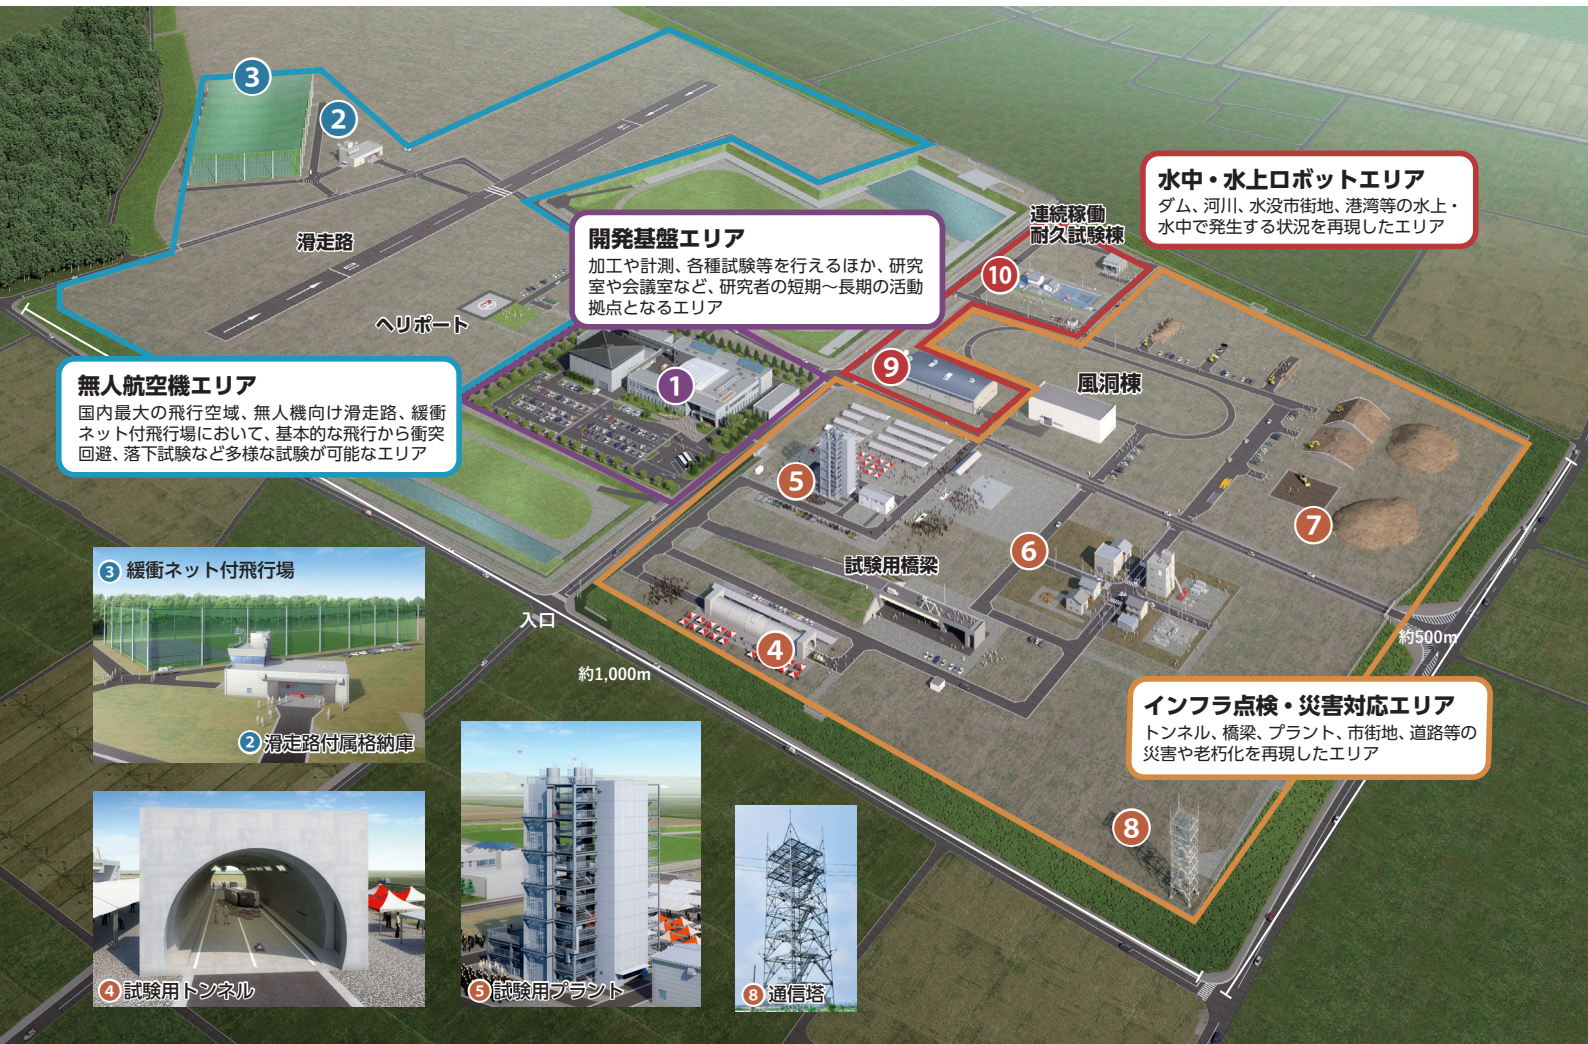 3
2
滑走路
ヘリポート
無人航空機エリア
国内最大の飛行空域、無人機向け滑走路、緩衝
ネット付飛行場において、基本的な飛行から衝突
回避、落下試験など多様な試験が可能なエリア
開発基盤エリア
加工や計測、各種試験等を行えるほか、研究
室や会議室など、研究者の短期～長期の活動
拠点となるエリア
1
水中・水上ロボットエリア
ダム、河川、水没市街地、港湾等の水上・
水中で発生する状況を再現したエリア
連続稼働
耐久試験棟
10
9
風洞棟
5
6
7
試験用橋梁
4
入口
約1,000m
約500m
インフラ点検・災害対応エリア
トンネル、橋梁、プラント、市街地、道路等の
災害や老朽化を再現したエリア
8
3 緩衝ネット付飛行場
2 滑走路付属格納庫
4 試験用トンネル
5 試験用プラント
8 通信塔